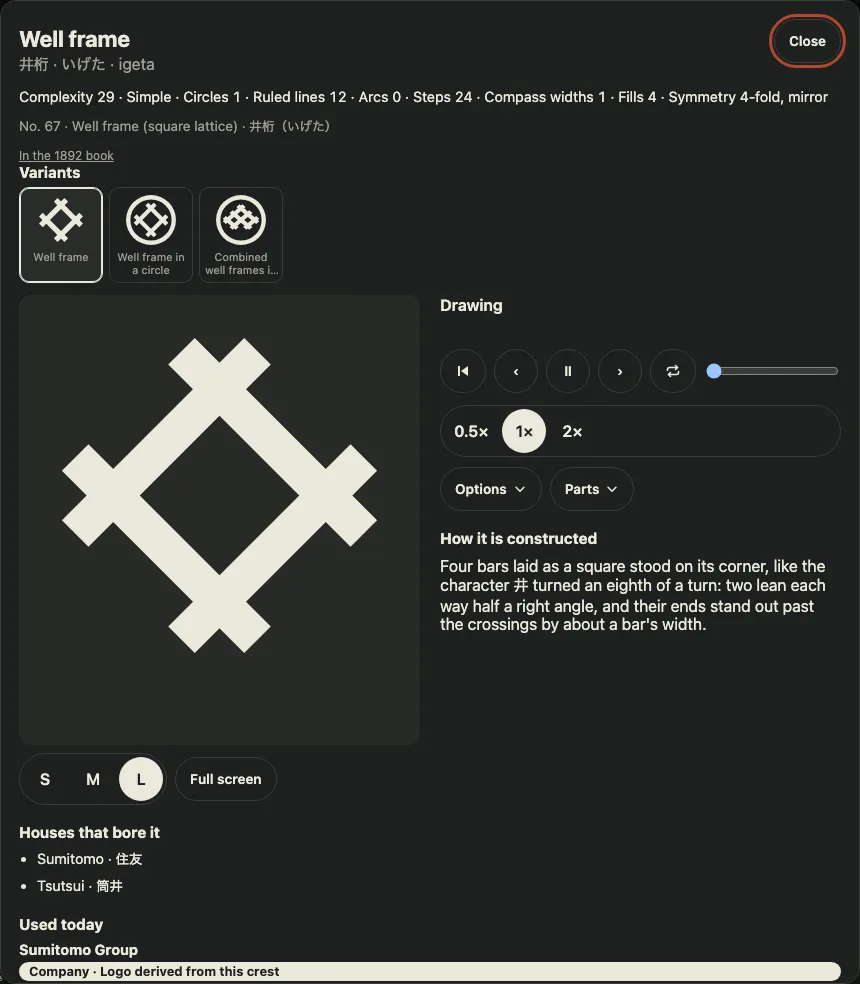 Well frame
Close
井桁 · いげた · igeta
Complexity 29 · Simple · Circles 1 · Ruled lines 12 · Arcs 0 · Steps 24 · Compass widths 1 · Fills 4 · Symmetry 4-fold, mirror
No. 67 · Well frame (square lattice) · 井桁（いげた）
In the 1892 book
Variants
Well frame
Well frame in
a circle
Combined
well frames i...
Drawing
0.5×
1×
2×
Options
Parts
How it is constructed
Four bars laid as a square stood on its corner, like the
character 井 turned an eighth of a turn: two lean each
way half a right angle, and their ends stand out past
the crossings by about a bar's width.
S
M
L
Full screen
Houses that bore it
• Sumitomo · 住友
• Tsutsui · 筒井
Used today
Sumitomo Group
Company · Logo derived from this crest